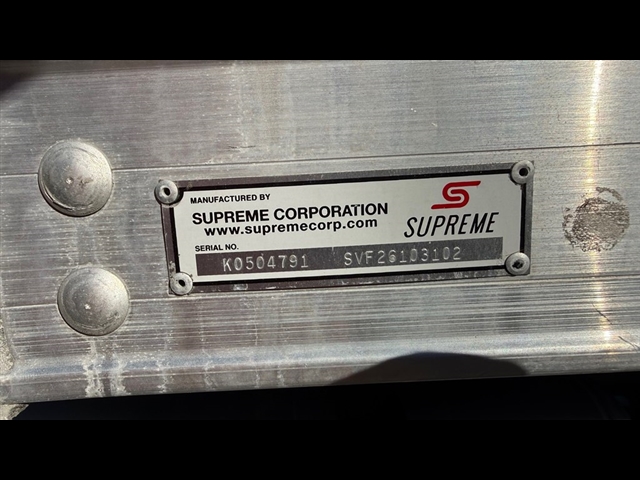 MANUFACTURED BY
SUPREME CORPORATION
www.supremecorp.com
SUPREME
SERIAL NO.
K0504791 SVF26103102